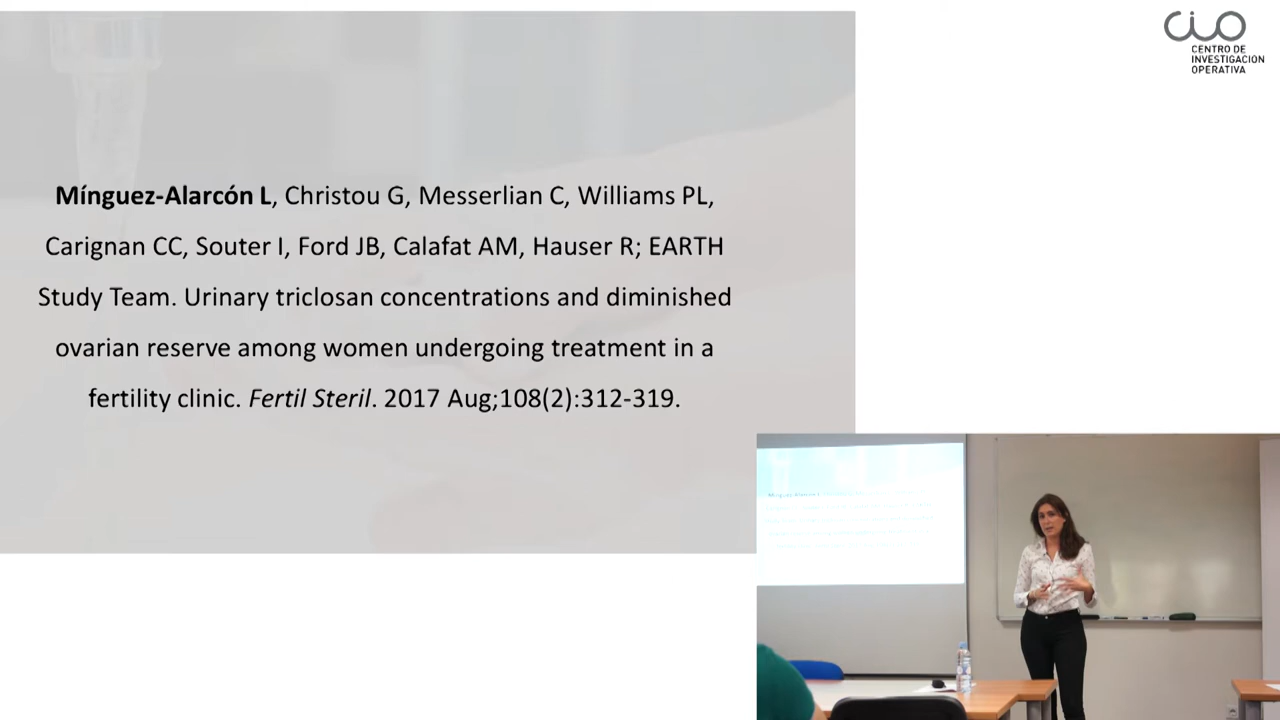 CIO
CENTRO DE
INVESTIGACION
OPERATIVA
Mínguez-Alarcón L, Christou G, Messerlian C, Williams PL,
Carignan CC, Souter I, Ford JB, Calafat AM, Hauser R; EARTH
Study Team. Urinary triclosan concentrations and diminished
ovarian reserve among women undergoing treatment in a
fertility clinic. Fertil Steril. 2017 Aug;108(2):312-319.